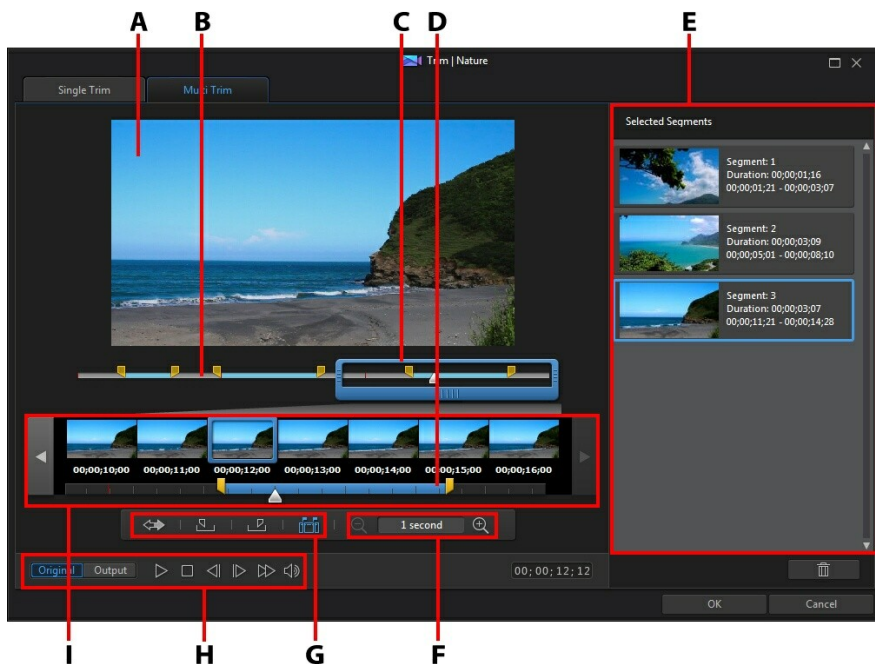 A B C D E
Trim | Nature
Single Trim Multi Trim
Selected Segments
Segment: 1
Duration: 00;00;01;16
00;00;01;21 - 00;00;03;07
Segment: 2
Duration: 00;00;03;09
00;00;05;01 - 00;00;08;10
Segment: 3
Duration: 00;00;03;07
00;00;11;21 - 00;00;14;28
00;00;10;00 00;00;11;00 00;00;12;00 00;00;13;00 00;00;14;00 00;00;15;00 00;00;16;00
1 second
Original Output 00; 00; 12; 12
OK Cancel
I H G F